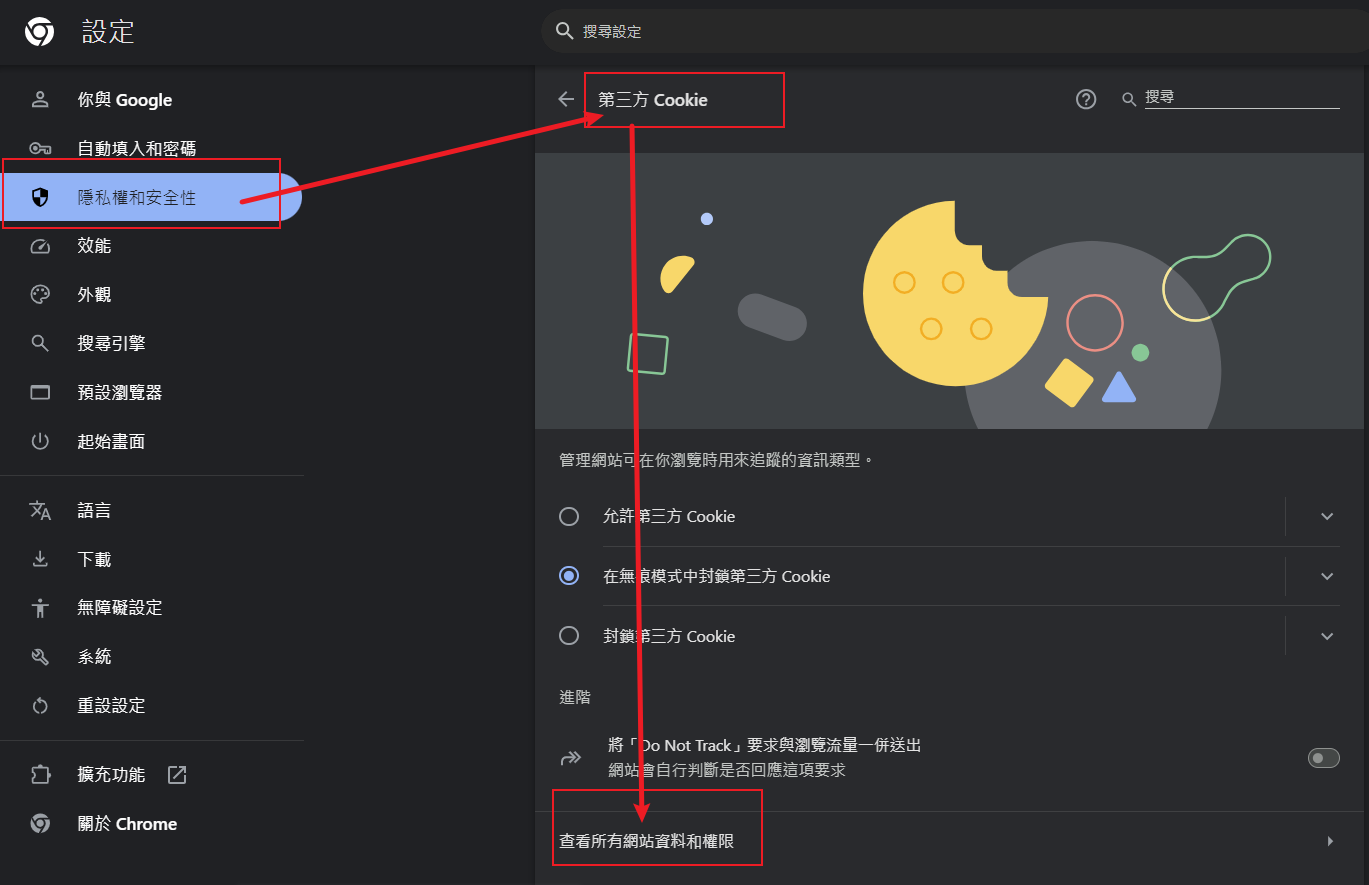 設定
搜尋設定
你與 Google
自動填入和密碼
隱私權和安全性
效能
外觀
搜尋引擎
預設瀏覽器
起始畫面
語言
下載
無障礙設定
系統
重設設定
擴充功能
關於 Chrome
第三方 Cookie
搜尋
管理網站可在你瀏覽時用來追蹤的資訊類型。
允許第三方 Cookie
在無痕模式中封鎖第三方 Cookie
封鎖第三方 Cookie
進階
將「Do Not Track」要求與瀏覽流量一併送出
網站會自行判斷是否回應這項要求
查看所有網站資料和權限